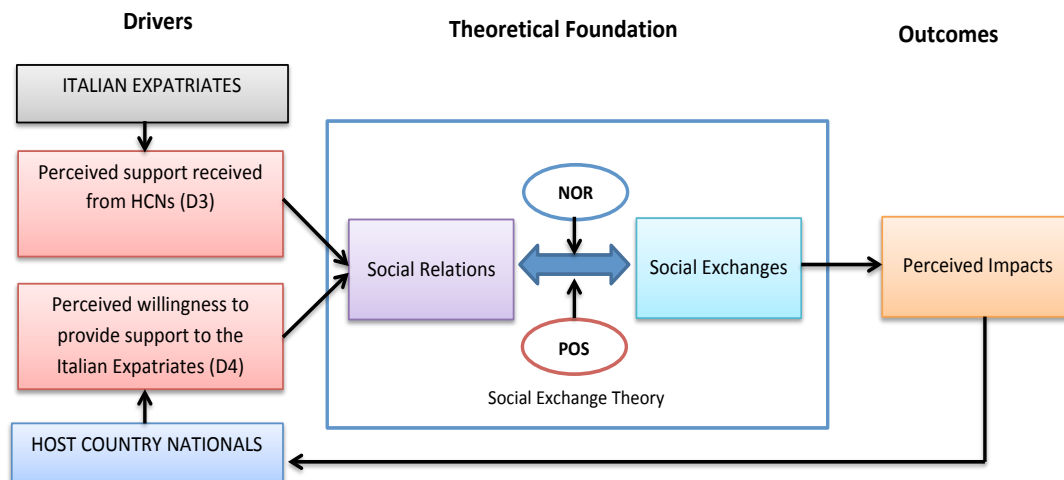 Drivers
Theoretical Foundation
Outcomes
ITALIAN EXPATRIATES
Perceived support received
from HCNs (D3)
Perceived willingness to
provide support to the
Italian Expatriates (D4)
HOST COUNTRY NATIONALS
Social Relations
NOR
POS
Social Exchanges
Social Exchange Theory
Perceived Impacts